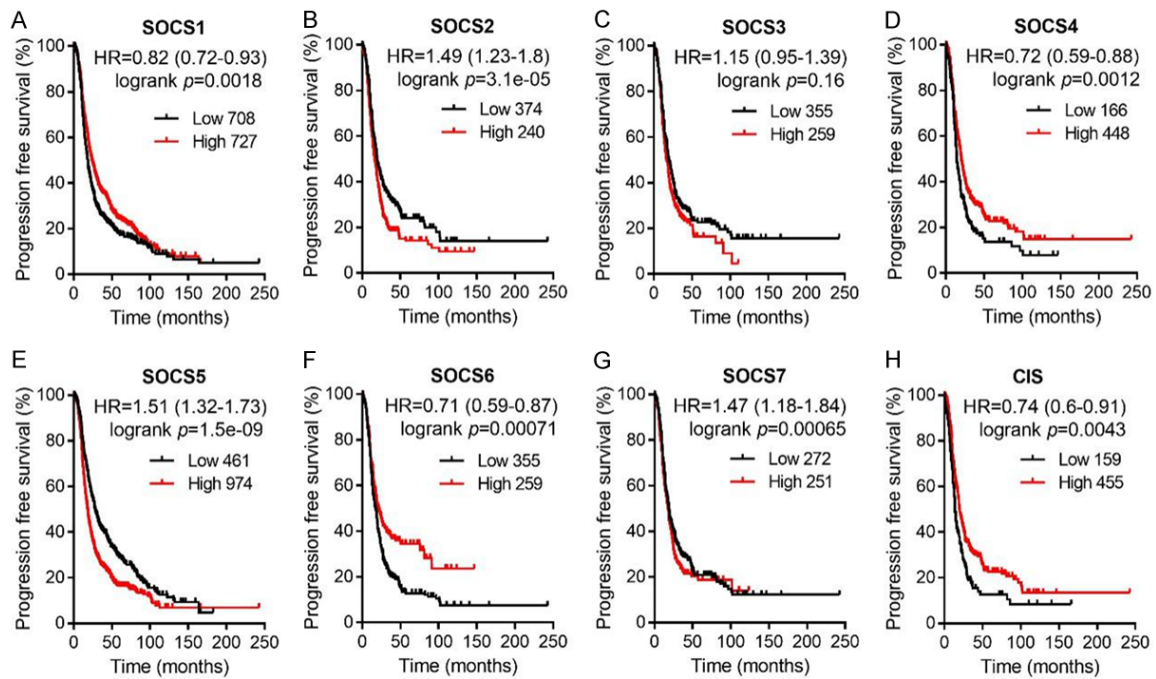 A
SOCS1
HR=0.82 (0.72-0.93)
logrank p=0.0018
Low 708
High 727
Progression free survival (%)
100
80
60
40
20
0
0 50 100 150 200 250
Time (months)
B
SOCS2
HR=1.49 (1.23-1.8)
logrank p=3.1e-05
Low 374
High 240
Progression free survival (%)
100
80
60
40
20
0
0 50 100 150 200 250
Time (months)
C
SOCS3
HR=1.15 (0.95-1.39)
logrank p=0.16
Low 355
High 259
Progression free survival (%)
100
80
60
40
20
0
0 50 100 150 200 250
Time (months)
D
SOCS4
HR=0.72 (0.59-0.88)
logrank p=0.0012
Low 166
High 448
Progression free survival (%)
100
80
60
40
20
0
0 50 100 150 200 250
Time (months)
E
SOCS5
HR=1.51 (1.32-1.73)
logrank p=1.5e-09
Low 461
High 974
Progression free survival (%)
100
80
60
40
20
0
0 50 100 150 200 250
Time (months)
F
SOCS6
HR=0.71 (0.59-0.87)
logrank p=0.00071
Low 355
High 259
Progression free survival (%)
100
80
60
40
20
0
0 50 100 150 200 250
Time (months)
G
SOCS7
HR=1.47 (1.18-1.84)
logrank p=0.00065
Low 272
High 251
Progression free survival (%)
100
80
60
40
20
0
0 50 100 150 200 250
Time (months)
H
CIS
HR=0.74 (0.6-0.91)
logrank p=0.0043
Low 159
High 455
Progression free survival (%)
100
80
60
40
20
0
0 50 100 150 200 250
Time (months)